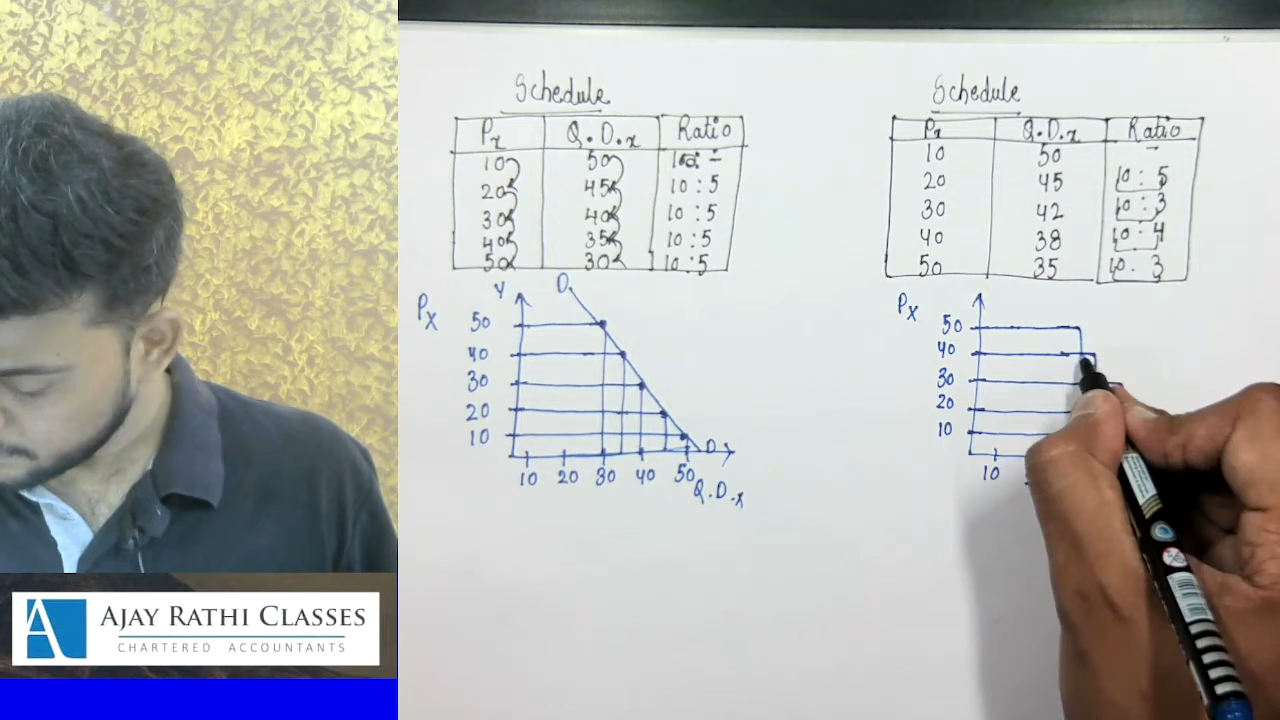 Schedule
Px Q.D.x Ratio
10 50 -
20 45 10 : 5
30 40 10 : 5
40 35 10 : 5
50 30 10 : 5
Y D
Px
50
40
30
20
10
D
10 20 30 40 50
Q.D.x
Schedule
Px Q.D.x Ratio
10 50 -
20 45 10 : 5
30 42 10 : 3
40 38 10 : 4
50 35 10 : 3
Px
50
40
30
20
10
10
A
AJAY RATHI CLASSES
CHARTERED ACCOUNTANTS